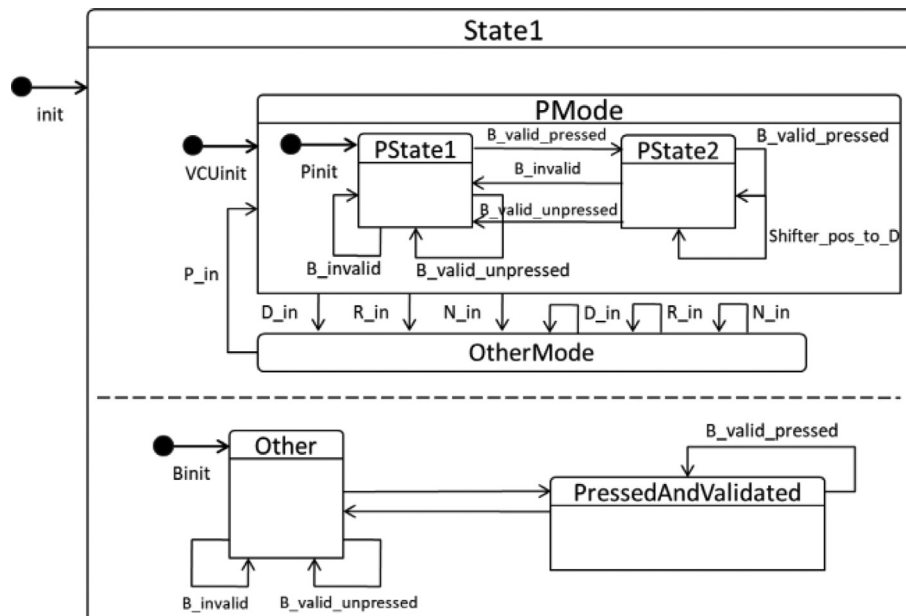 State1
init
PMode
VCUinit
Pinit
PState1
B_valid_pressed
PState2
B_valid_pressed
B_invalid
B_valid_unpressed
Shifter_pos_to_D
B_invalid
B_valid_unpressed
P_in
D_in
R_in
N_in
D_in
R_in
N_in
OtherMode
Binit
Other
B_valid_pressed
PressedAndValidated
B_invalid
B_valid_unpressed